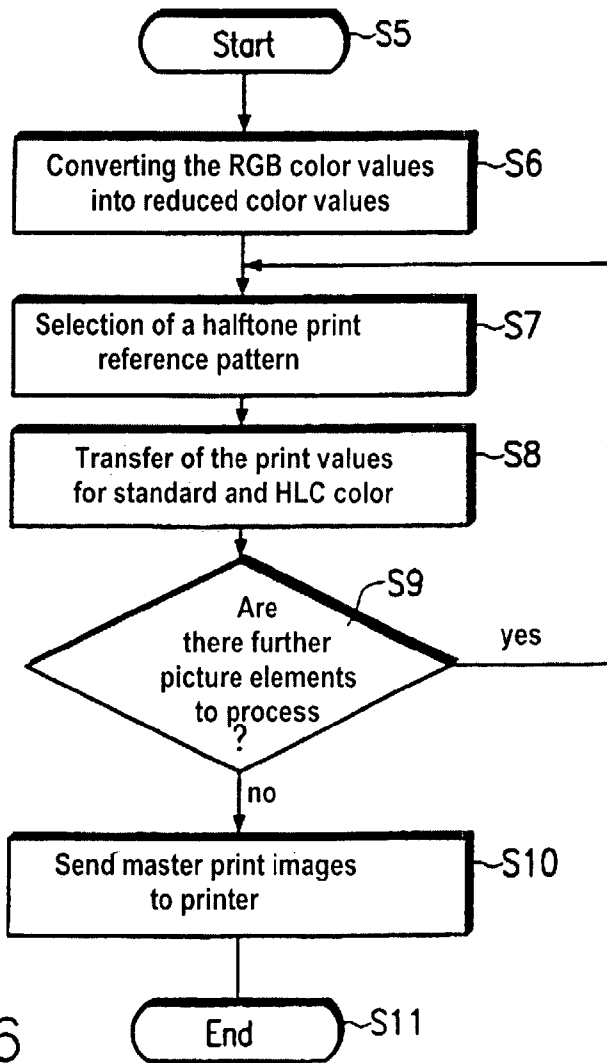 Start
S5
Converting the RGB color values
into reduced color values
S6
Selection of a halftone print
reference pattern
S7
Transfer of the print values
for standard and HLC color
S8
Are
there further
picture elements
to process
?
S9
yes
no
Send master print images
to printer
S10
End
S11
6